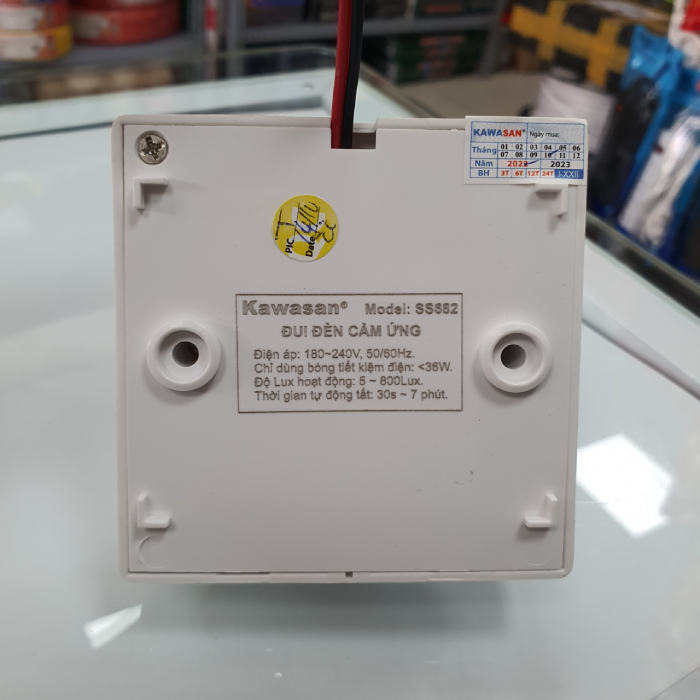 KAWASAN® Ngày mua:
Tháng 01 02 03 04 05 06
07 08 09 10 11 12
Năm 2022 2023
BH 3T 6T 12T 24T I-XXII
PIC
Date
Kawasan® Model: SS682
ĐUI ĐÈN CẢM ỨNG
Điện áp: 180~240V, 50/60Hz.
Chỉ dùng bóng tiết kiệm điện: <36W.
Độ Lux hoạt động: 5 ~ 800Lux.
Thời gian tự động tắt: 30s ~ 7 phút.